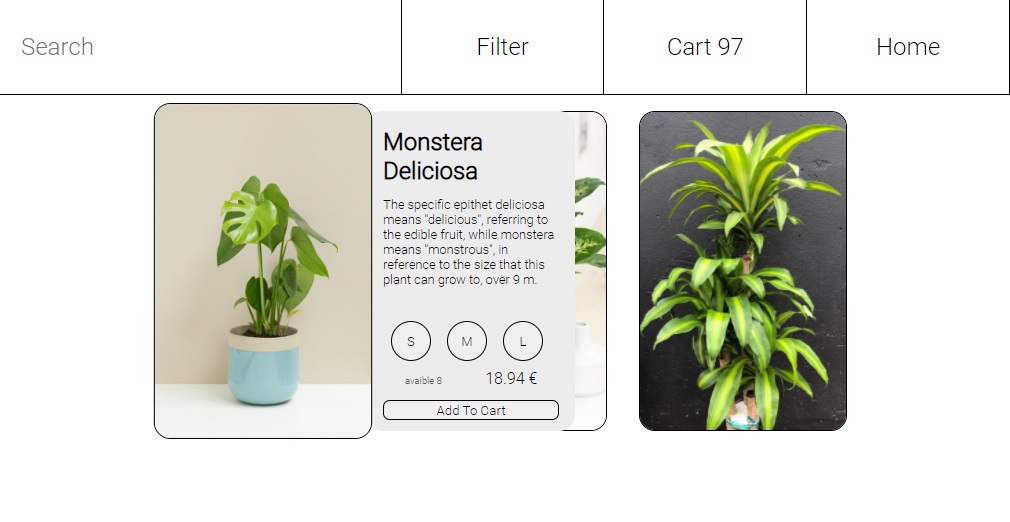 Search
Filter
Cart 97
Home
Monstera
Deliciosa
The specific epithet deliciosa
means "delicious", referring to
the edible fruit, while monstera
means "monstrous", in
reference to the size that this
plant can grow to, over 9 m.
S M L
avaible 8 18.94 €
Add To Cart